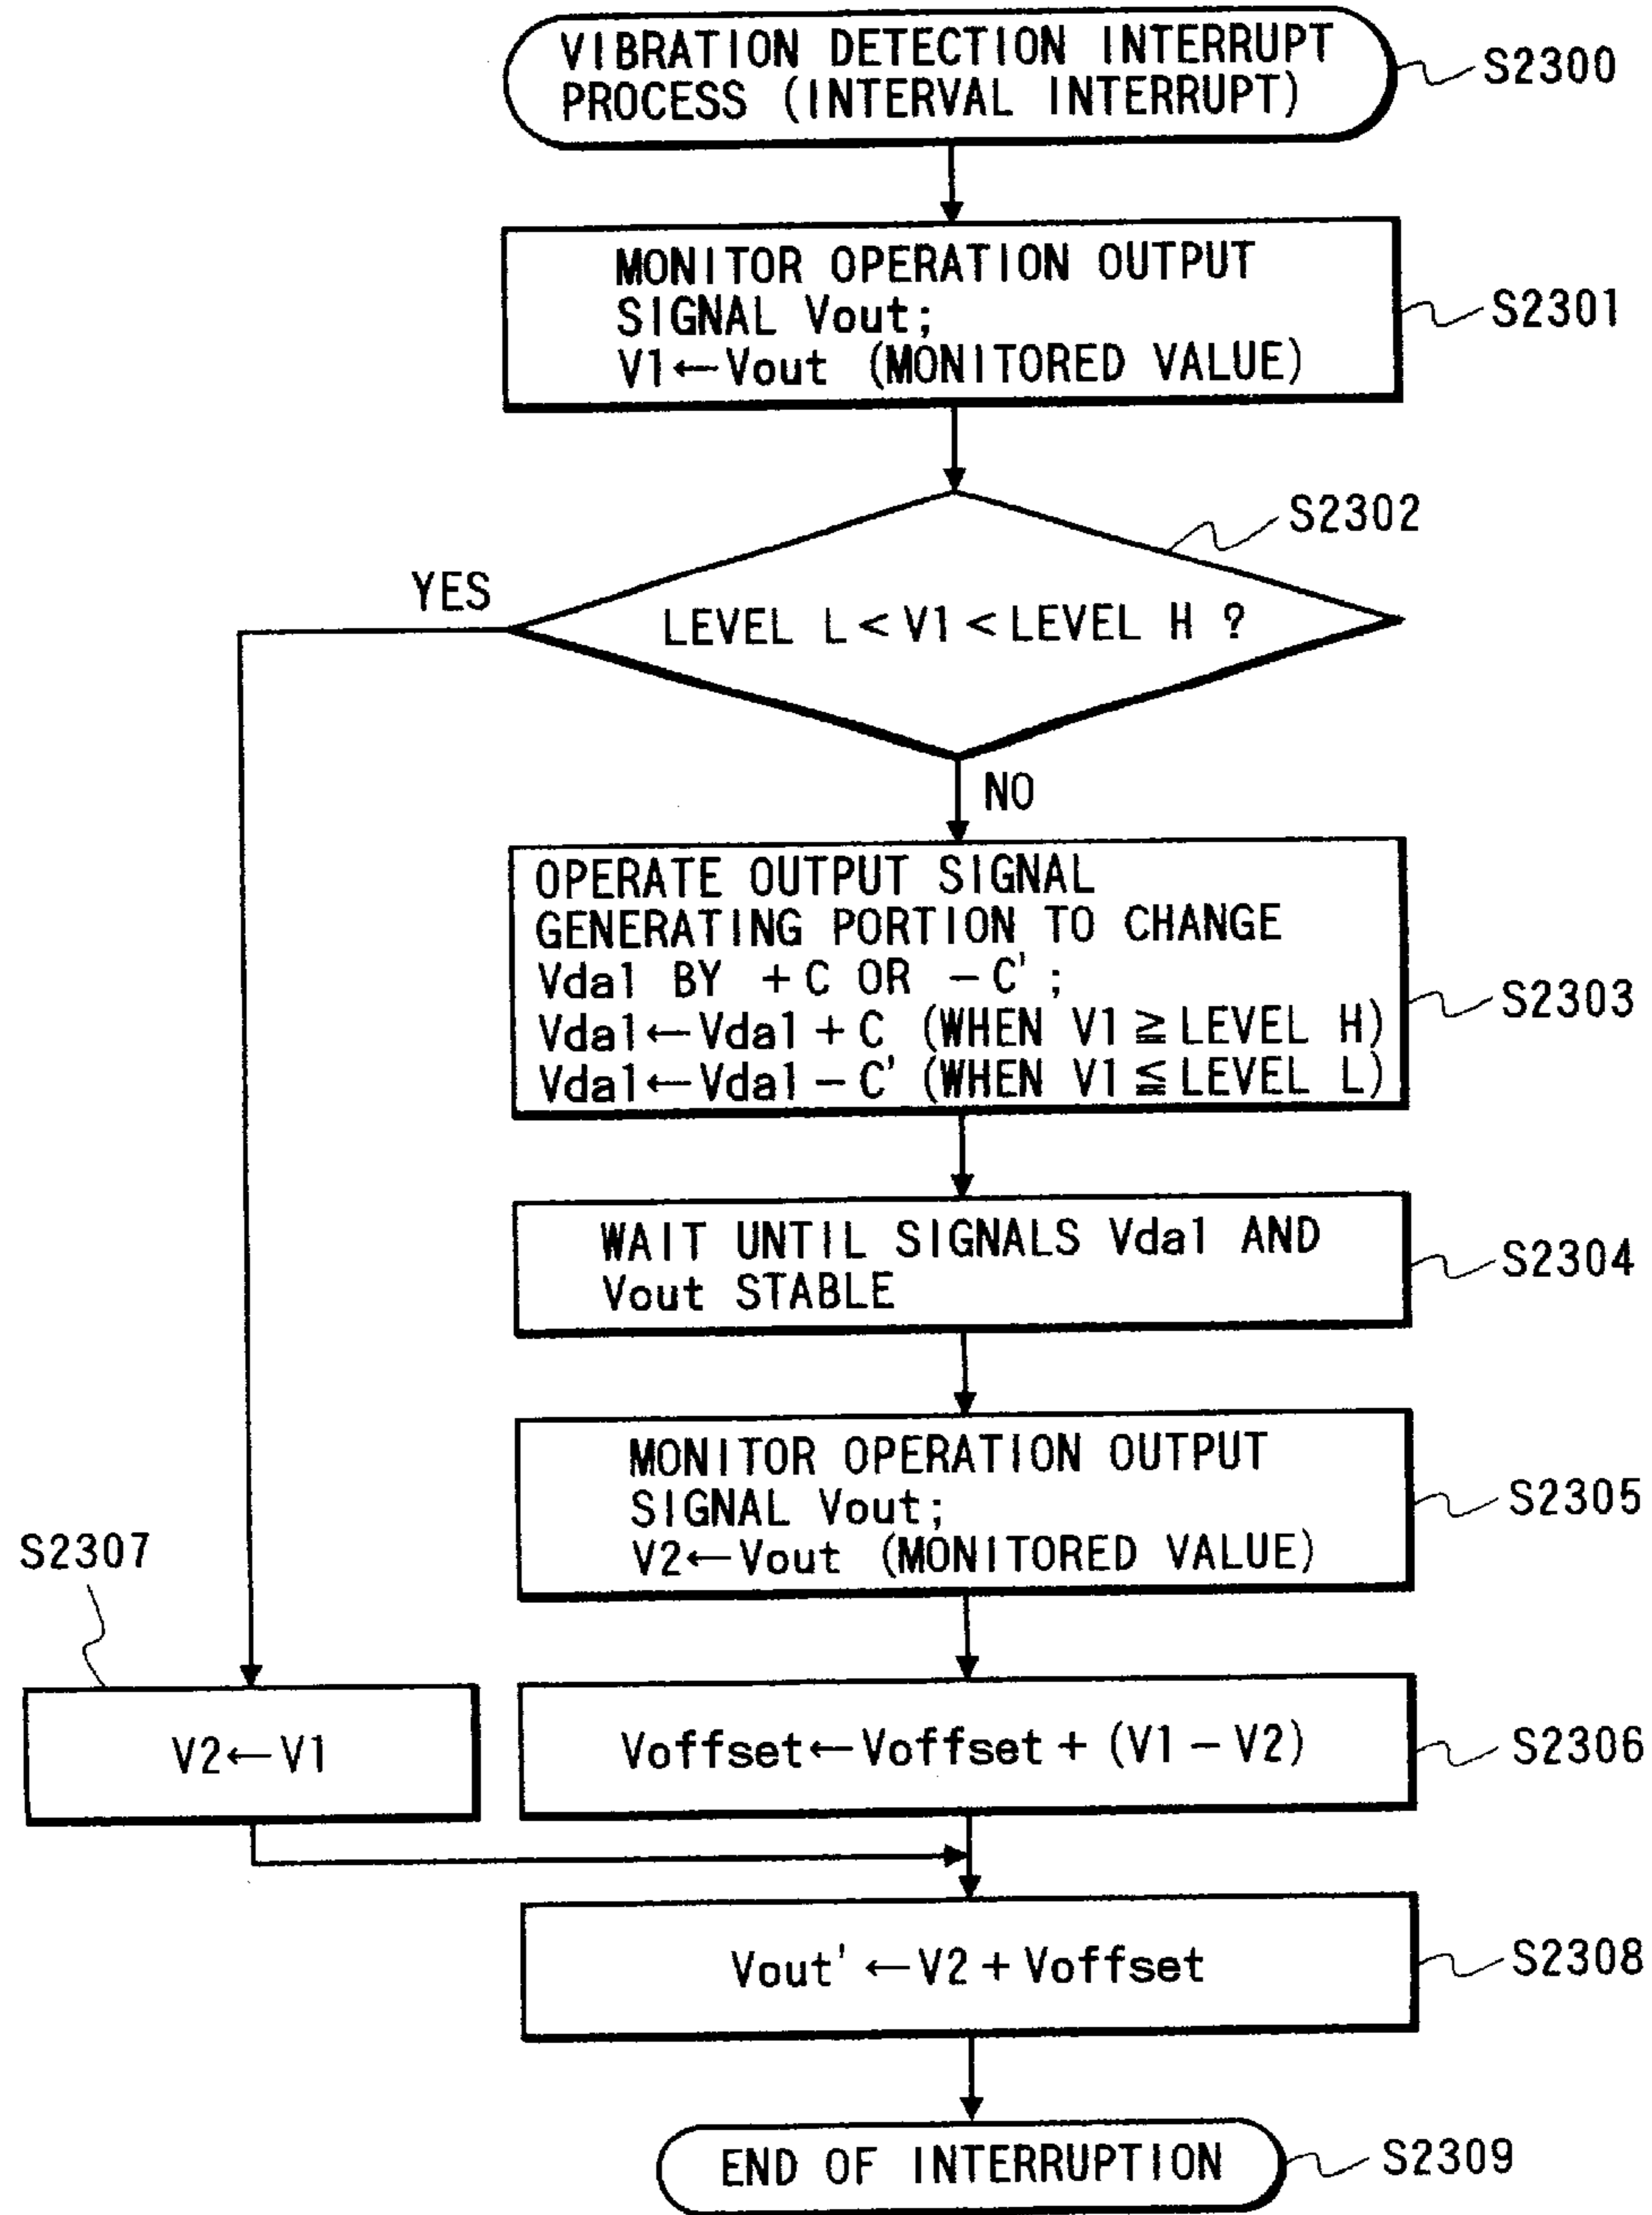 VIBRATION DETECTION INTERRUPT
PROCESS (INTERVAL INTERRUPT)
S2300
MONITOR OPERATION OUTPUT
SIGNAL Vout;
V1←Vout (MONITORED VALUE)
S2301
S2302
YES
LEVEL L < V1 < LEVEL H ?
NO
OPERATE OUTPUT SIGNAL
GENERATING PORTION TO CHANGE
Vda1 BY +C OR −C' ;
Vda1←Vda1 + C (WHEN V1 ≧ LEVEL H)
Vda1←Vda1 − C' (WHEN V1 ≦ LEVEL L)
S2303
WAIT UNTIL SIGNALS Vda1 AND
Vout STABLE
S2304
MONITOR OPERATION OUTPUT
SIGNAL Vout;
V2←Vout (MONITORED VALUE)
S2305
S2307
V2←V1
Voffset←Voffset + (V1 − V2)
S2306
Vout' ←V2 + Voffset
S2308
END OF INTERRUPTION
S2309